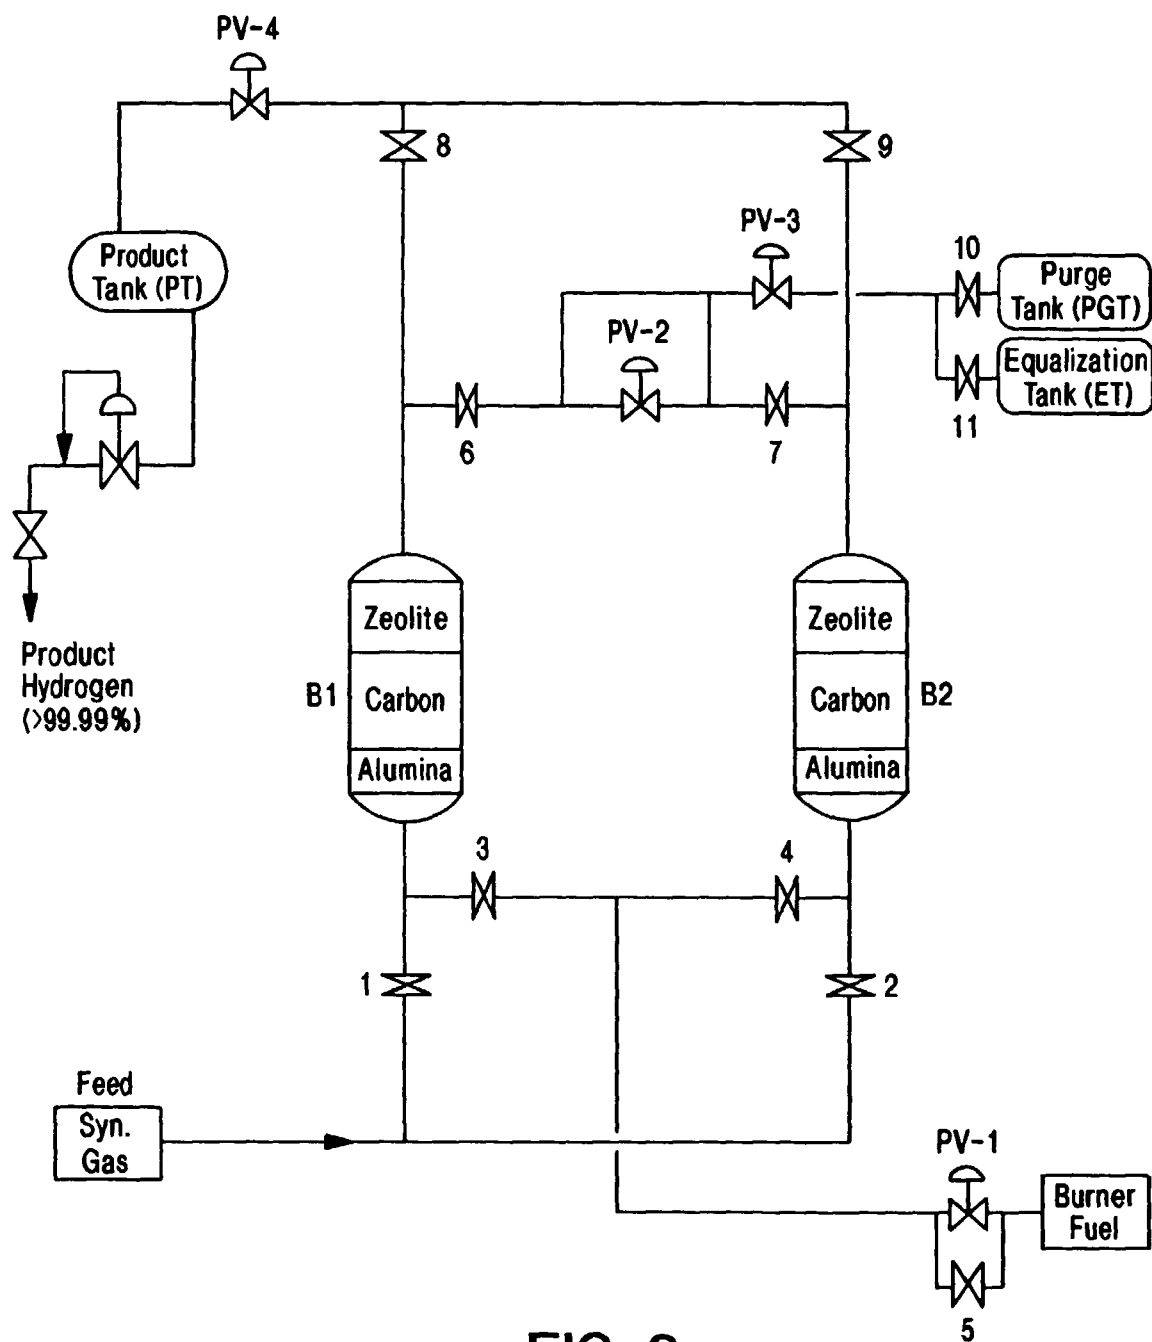 PV-4
8
9
PV-3
10
Product
Tank (PT)
Purge
Tank (PGT)
PV-2
Equalization
Tank (ET)
6
7
11
Zeolite
Zeolite
Product
Hydrogen
(>99.99%)
B1
Carbon
Carbon
B2
Alumina
Alumina
3
4
1
2
Feed
Syn.
Gas
PV-1
Burner
Fuel
5